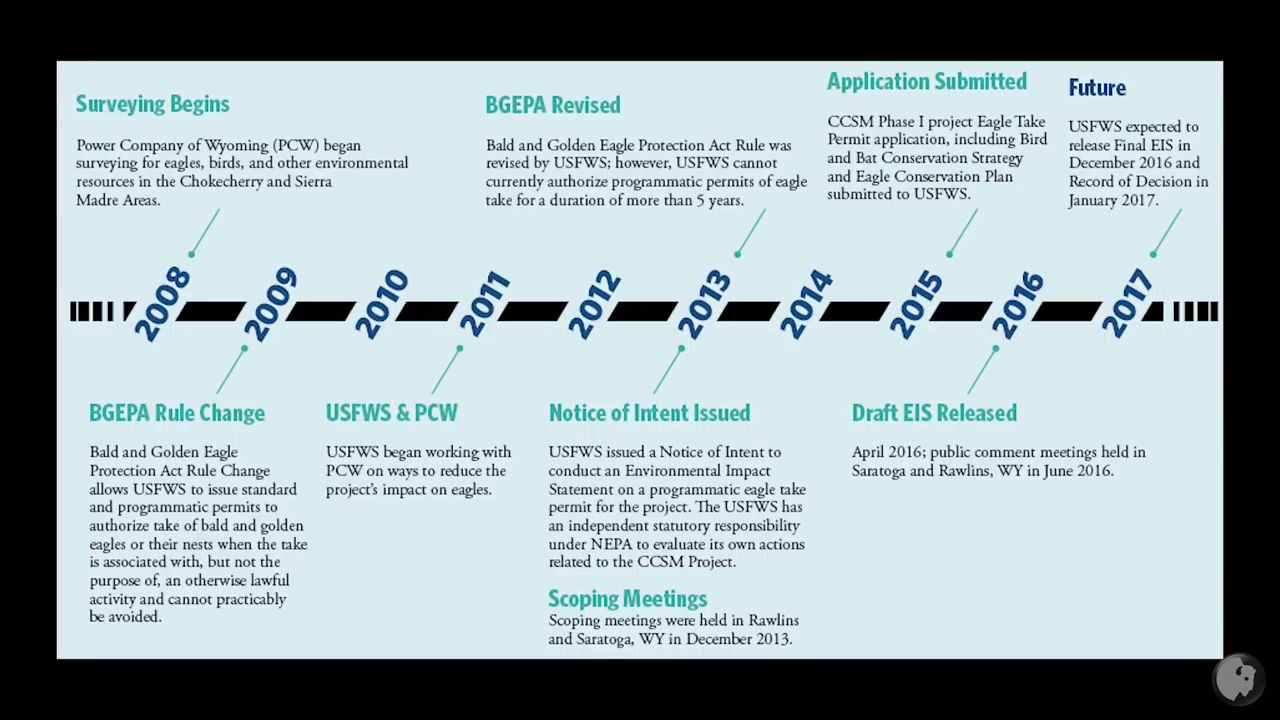 Surveying Begins
Power Company of Wyoming (PCW) began
surveying for eagles, birds, and other environmental
resources in the Chokecherry and Sierra
Madre Areas.
BGEPA Revised
Bald and Golden Eagle Protection Act Rule was
revised by USFWS; however, USFWS cannot
currently authorize programmatic permits of eagle
take for a duration of more than 5 years.
Application Submitted
CCSM Phase I project Eagle Take
Permit application, including Bird
and Bat Conservation Strategy
and Eagle Conservation Plan
submitted to USFWS.
Future
USFWS expected to
release Final EIS in
December 2016 and
Record of Decision in
January 2017.
2008
2009
2010
2011
2012
2013
2014
2015
2016
2017
BGEPA Rule Change
Bald and Golden Eagle
Protection Act Rule Change
allows USFWS to issue standard
and programmatic permits to
authorize take of bald and golden
eagles or their nests when the take
is associated with, but not the
purpose of, an otherwise lawful
activity and cannot practicably
be avoided.
USFWS & PCW
USFWS began working with
PCW on ways to reduce the
project's impact on eagles.
Notice of Intent Issued
USFWS issued a Notice of Intent to
conduct an Environmental Impact
Statement on a programmatic eagle take
permit for the project. The USFWS has
an independent statutory responsibility
under NEPA to evaluate its own actions
related to the CCSM Project.
Scoping Meetings
Scoping meetings were held in Rawlins
and Saratoga, WY in December 2013.
Draft EIS Released
April 2016; public comment meetings held in
Saratoga and Rawlins, WY in June 2016.